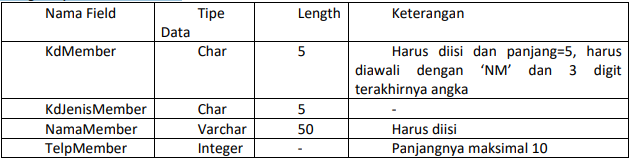 Nama Field Tipe Data Length Keterangan
KdMember Char 5 Harus diisi dan panjang=5, harus
diawali dengan ‘NM’ dan 3 digit
terakhirnya angka
KdJenisMember Char 5 -
NamaMember Varchar 50 Harus diisi
TelpMember Integer - Panjangnya maksimal 10